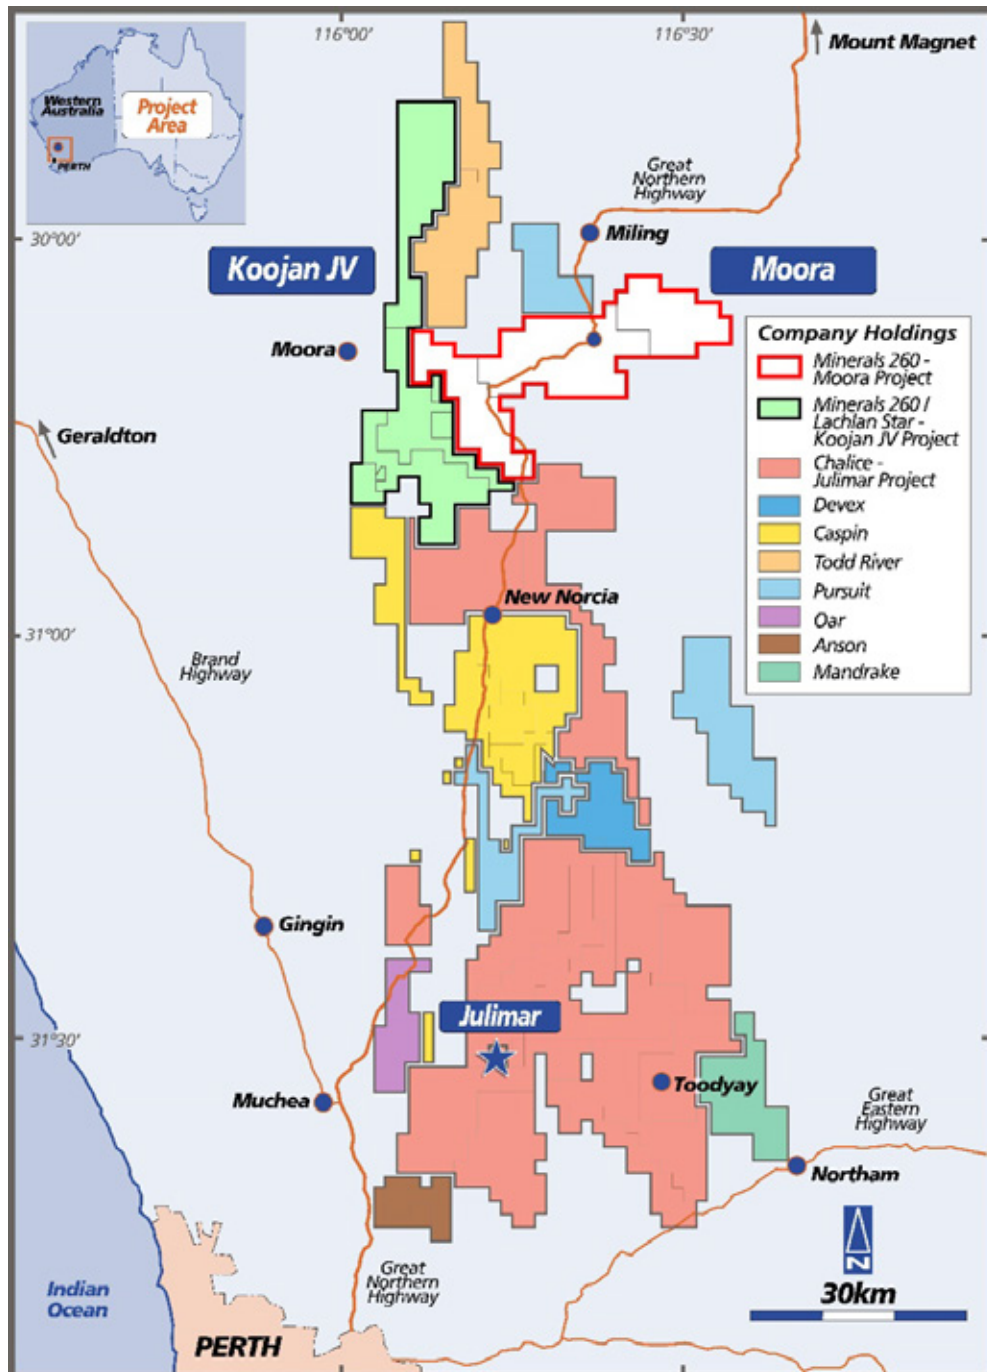 116°00'
116°30'
Mount Magnet
Western
Australia
Project
Area
PERTH
Great
Northern
Highway
Miling
30°00'
Koojan JV
Moora
Moora
Geraldton
Company Holdings
Minerals 260 -
Moora Project
Minerals 260 /
Lachlan Star -
Koojan JV Project
Chalice -
Julimar Project
Devex
Caspin
Todd River
Pursuit
Oar
Anson
Mandrake
New Norcia
31°00'
Brand
Highway
Gingin
Julimar
31°30'
Toodyay
Muchea
Great
Eastern
Highway
Northam
Great
Northern
Highway
Indian
Ocean
PERTH
N
30km